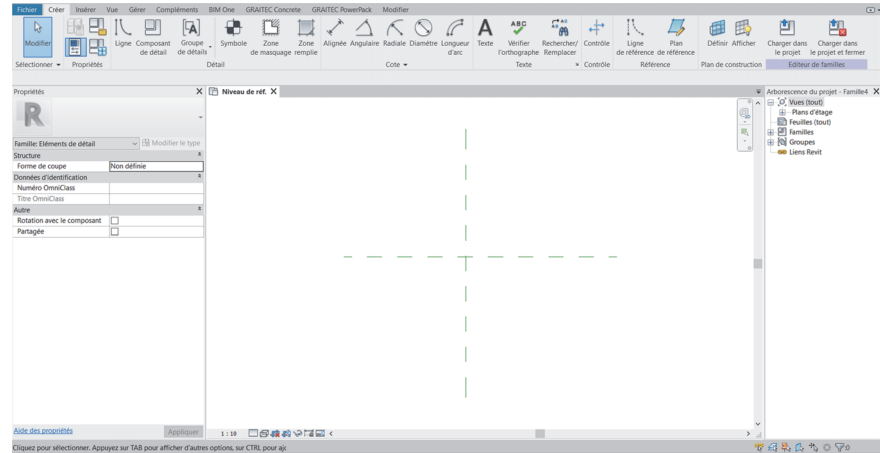 Fichier Créer Insérer Vue Gérer Compléments BIM One GRAITEC Concrete GRAITEC PowerPack Modifier
Modifier
Ligne Composant de détail Groupe de détails Symbole Zone de masquage Zone remplie
Alignée Angulaire Radiale Diamètre Longueur d'arc
Texte Vérifier l'orthographe Rechercher/ Remplacer
Contrôle
Ligne de référence Plan de référence
Définir Afficher
Charger dans le projet Charger dans le projet et fermer
Sélectionner Propriétés Détail Cote Texte Contrôle Référence Plan de construction Editeur de familles
Propriétés
R
Famille: Eléments de détail Modifier le type
Structure
Forme de coupe Non définie
Données d'identification
Numéro OmniClass
Titre OmniClass
Autre
Rotation avec le composant
Partagée
Aide des propriétés Appliquer
Niveau de réf.
1 : 10
Arborescence du projet - Famille4
Vues (tout)
Plans d'étage
Feuilles (tout)
Familles
Groupes
Liens Revit
Cliquez pour sélectionner. Appuyez sur TAB pour afficher d'autres options, sur CTRL pour ajo
:0